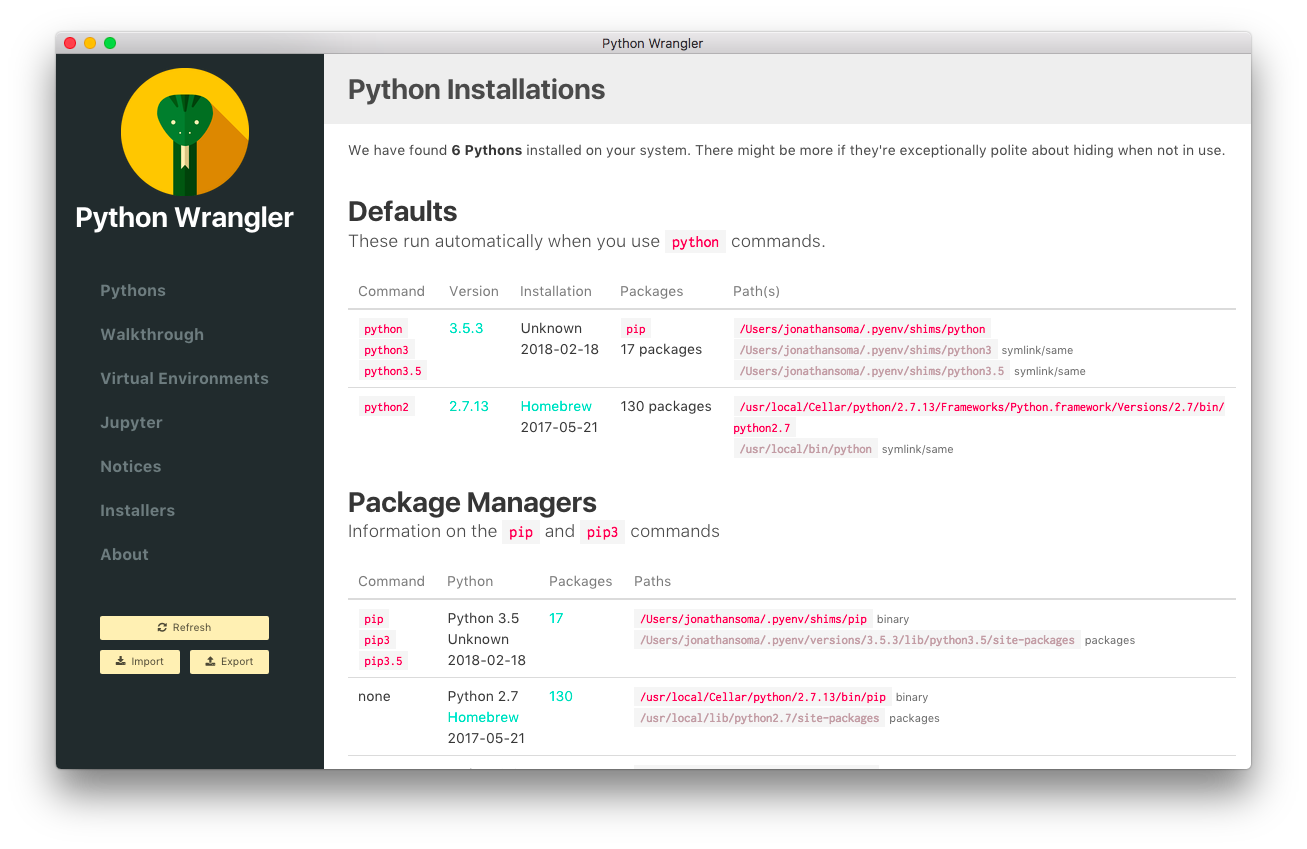 Python Wrangler
Python Wrangler
Pythons
Walkthrough
Virtual Environments
Jupyter
Notices
Installers
About
Refresh
Import Export
Python Installations
We have found 6 Pythons installed on your system. There might be more if they're exceptionally polite about hiding when not in use.
Defaults
These run automatically when you use python commands.
Command Version Installation Packages Path(s)
python 3.5.3 Unknown pip /Users/jonathansoma/.pyenv/shims/python
python3 2018-02-18 17 packages /Users/jonathansoma/.pyenv/shims/python3 symlink/same
python3.5 /Users/jonathansoma/.pyenv/shims/python3.5 symlink/same
python2 2.7.13 Homebrew 130 packages /usr/local/Cellar/python/2.7.13/Frameworks/Python.framework/Versions/2.7/bin/
2017-05-21 python2.7
/usr/local/bin/python symlink/same
Package Managers
Information on the pip and pip3 commands
Command Python Packages Paths
pip Python 3.5 17 /Users/jonathansoma/.pyenv/shims/pip binary
pip3 Unknown /Users/jonathansoma/.pyenv/versions/3.5.3/lib/python3.5/site-packages packages
pip3.5 2018-02-18
none Python 2.7 130 /usr/local/Cellar/python/2.7.13/bin/pip binary
Homebrew /usr/local/lib/python2.7/site-packages packages
2017-05-21